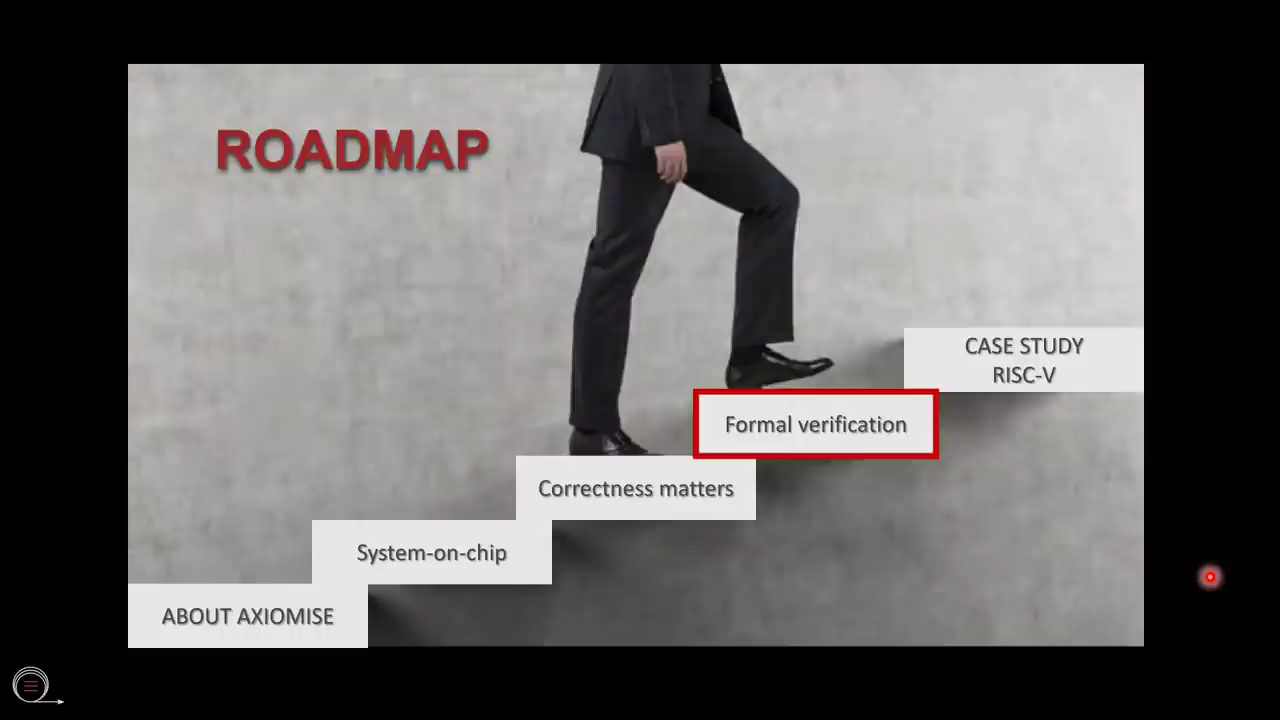 ROADMAP
CASE STUDY
RISC-V
Formal verification
Correctness matters
System-on-chip
ABOUT AXIOMISE